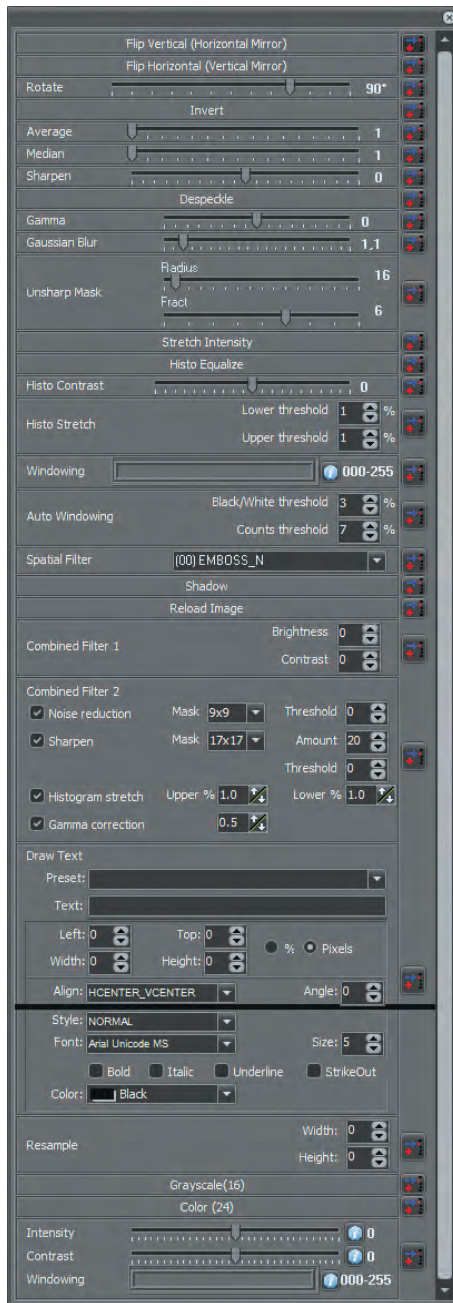 Flip Vertical (Horizontal Mirror)
Flip Horizontal (Vertical Mirror)
Rotate 90°
Invert
Average 1
Median 1
Sharpen 0
Despeckle
Gamma 0
Gaussian Blur 1,1
Radius 16
Unsharp Mask
Fract 6
Stretch Intensity
Histo Equalize
Histo Contrast 0
Lower threshold 1 %
Histo Stretch
Upper threshold 1 %
Windowing 000-255
Black/White threshold 3 %
Auto Windowing
Counts threshold 7 %
Spatial Filter (00) EMBOSS_N
Shadow
Reload Image
Brightness 0
Combined Filter 1
Contrast 0
Combined Filter 2
Noise reduction Mask 9x9 Threshold 0
Sharpen Mask 17x17 Amount 20
Threshold 0
Histogram stretch Upper % 1.0 Lower % 1.0
Gamma correction 0.5
Draw Text
Preset:
Text:
Left: 0 Top: 0 % Pixels
Width: 0 Height: 0
Align: HCENTER_VCENTER Angle: 0
Style: NORMAL
Font: Arial Unicode MS Size: 5
Bold Italic Underline StrikeOut
Color: Black
Width: 0
Resample
Height: 0
Grayscale(16)
Color (24)
Intensity 0
Contrast 0
Windowing 000-255